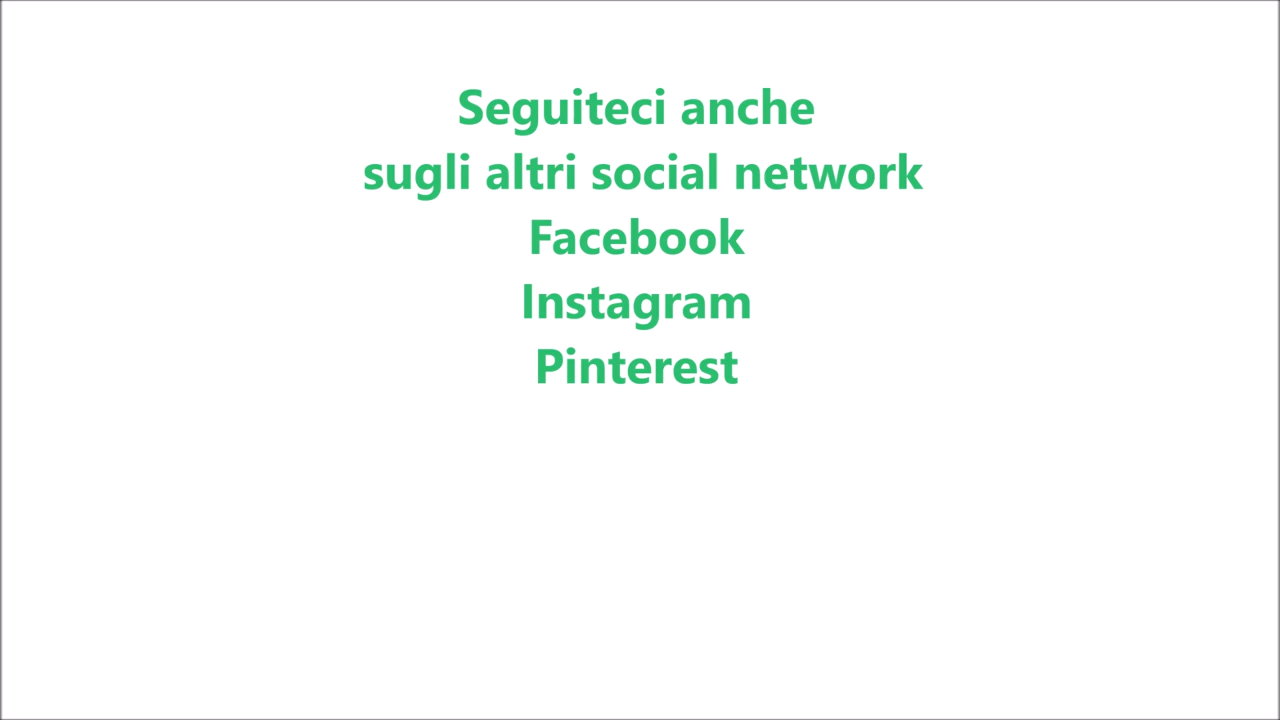 Seguiteci anche
sugli altri social network
Facebook
Instagram
Pinterest